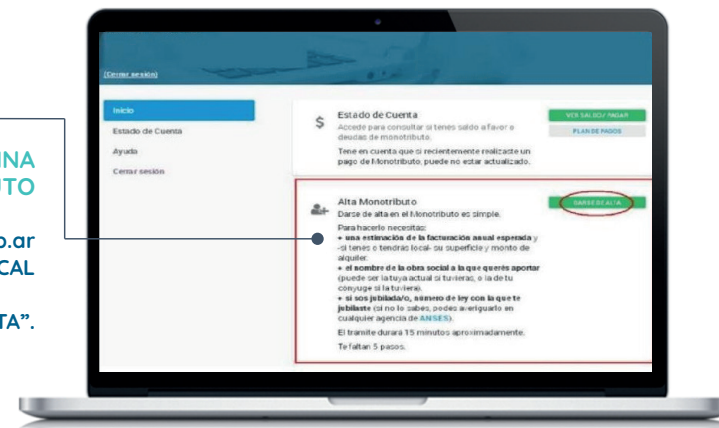 INA
UTO
o.ar
CAL
TA”.
(Cerrar sesión)
Inicio
Estado de Cuenta
Ayuda
Cerrar sesión
Estado de Cuenta
Accede para consultar si tenes saldo a favor o
deudas de monotributo.
Tene en cuenta que si recientemente realizaste un
pago de Monotributo, puede no estar actualizado.
VER SALDO / PAGAR
PLAN DE PAGOS
Alta Monotributo
Darse de alta en el Monotributo es simple.
DARSE DE ALTA
Para hacerlo necesitas:
• una estimación de la facturación anual esperada y
-si tenés o tendrás local- su superficie y monto de
alquiler.
• el nombre de la obra social a la que querés aportar
(puede ser la tuya actual si tuvieras, o la de tu
cónyuge si la tuviera).
• si sos jubilada/o, número de ley con la que te
jubilaste (si no lo sabes, podes averiguarlo en
cualquier agencia de ANSES).
El tramite durará 15 minutos aproximadamente.
Te faltan 5 pasos.